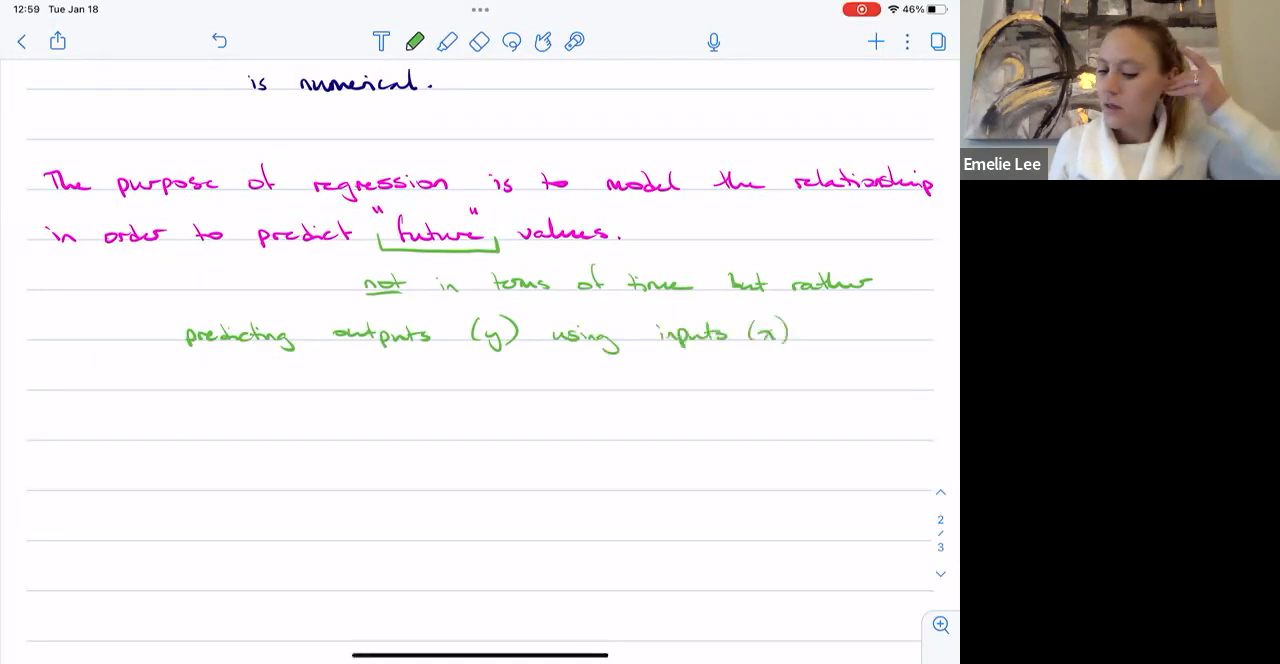 12:59 Tue Jan 18
46%
is numerical.
The purpose of regression is to model the relationship
in order to predict "future" values.
not in terms of time but rather
predicting outputs (y) using inputs (x)
Emelie Lee
2
/
3